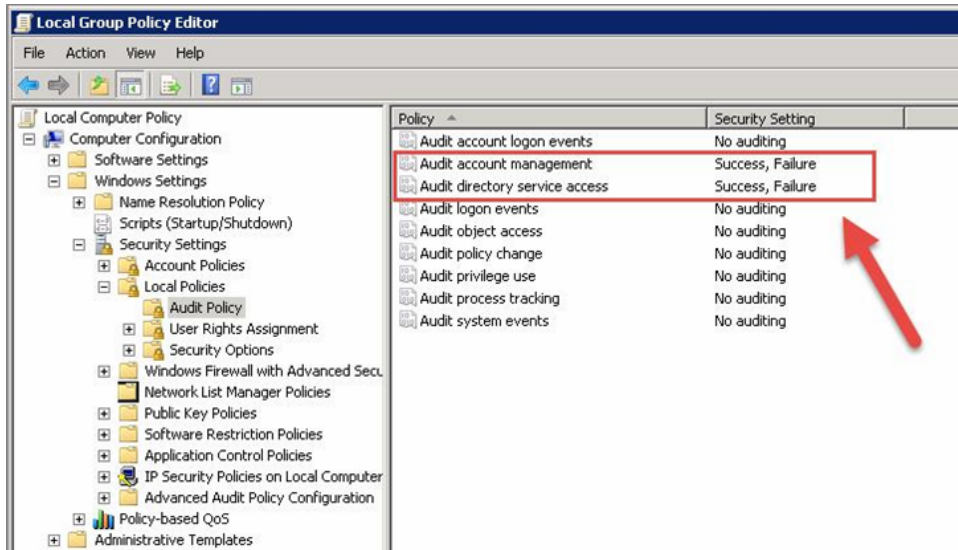 Local Group Policy Editor
File Action View Help
Local Computer Policy
Computer Configuration
Software Settings
Windows Settings
Name Resolution Policy
Scripts (Startup/Shutdown)
Security Settings
Account Policies
Local Policies
Audit Policy
User Rights Assignment
Security Options
Windows Firewall with Advanced Secu
Network List Manager Policies
Public Key Policies
Software Restriction Policies
Application Control Policies
IP Security Policies on Local Computer
Advanced Audit Policy Configuration
Policy-based QoS
Administrative Templates
Policy Security Setting
Audit account logon events No auditing
Audit account management Success, Failure
Audit directory service access Success, Failure
Audit logon events No auditing
Audit object access No auditing
Audit policy change No auditing
Audit privilege use No auditing
Audit process tracking No auditing
Audit system events No auditing